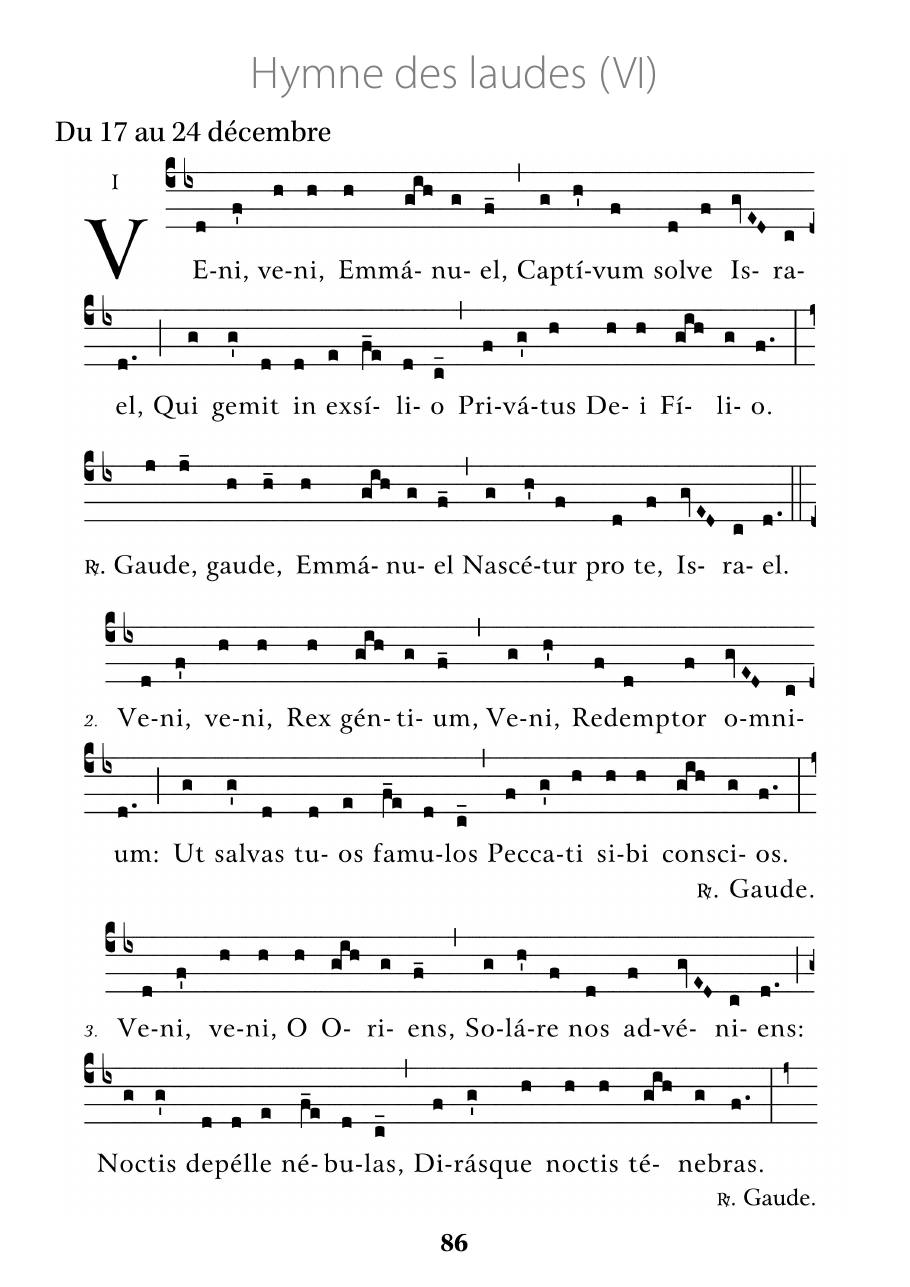 Hymne des laudes (VI)
Du 17 au 24 décembre
I
VE-ni, ve-ni, Emmá-nu-el, Captí-vum solve Is-ra-
el, Qui gemit in exsí-li-o Pri-vá-tus De-i Fí-li-o.
℟. Gaude, gaude, Emmá-nu-el Nascé-tur pro te, Is-ra-el.
2. Ve-ni, ve-ni, Rex gén-ti-um, Ve-ni, Redemptor o-mni-
um: Ut salvas tu-os famu-los Pecca-ti si-bi consci-os.
℟. Gaude.
3. Ve-ni, ve-ni, O O-ri-ens, So-lá-re nos ad-vé-ni-ens:
Noctis depélle né-bu-las, Di-rásque noctis té-nebras.
℟. Gaude.
86